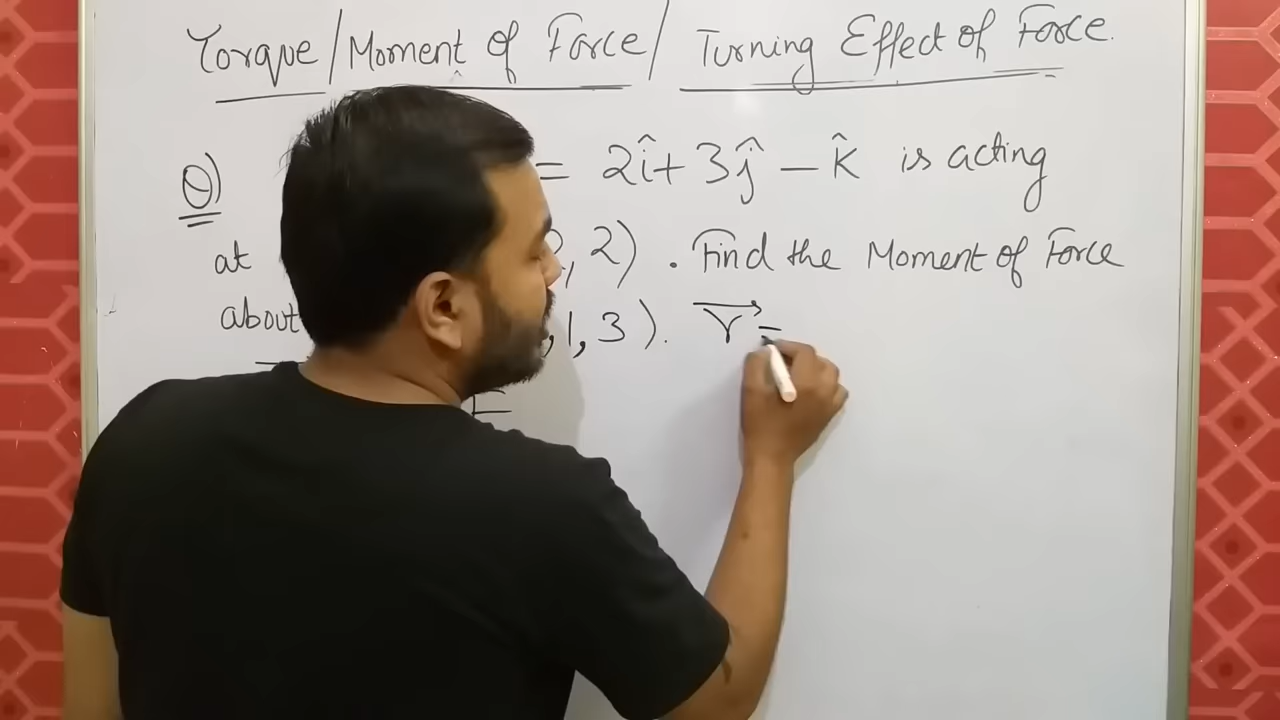 Torque/Moment of Force/Turning Effect of Force.
Q) = 2î+ 3ĵ - k̂ is acting
at , 2). Find the Moment of Force
about ,1,3). r⃗ =
F